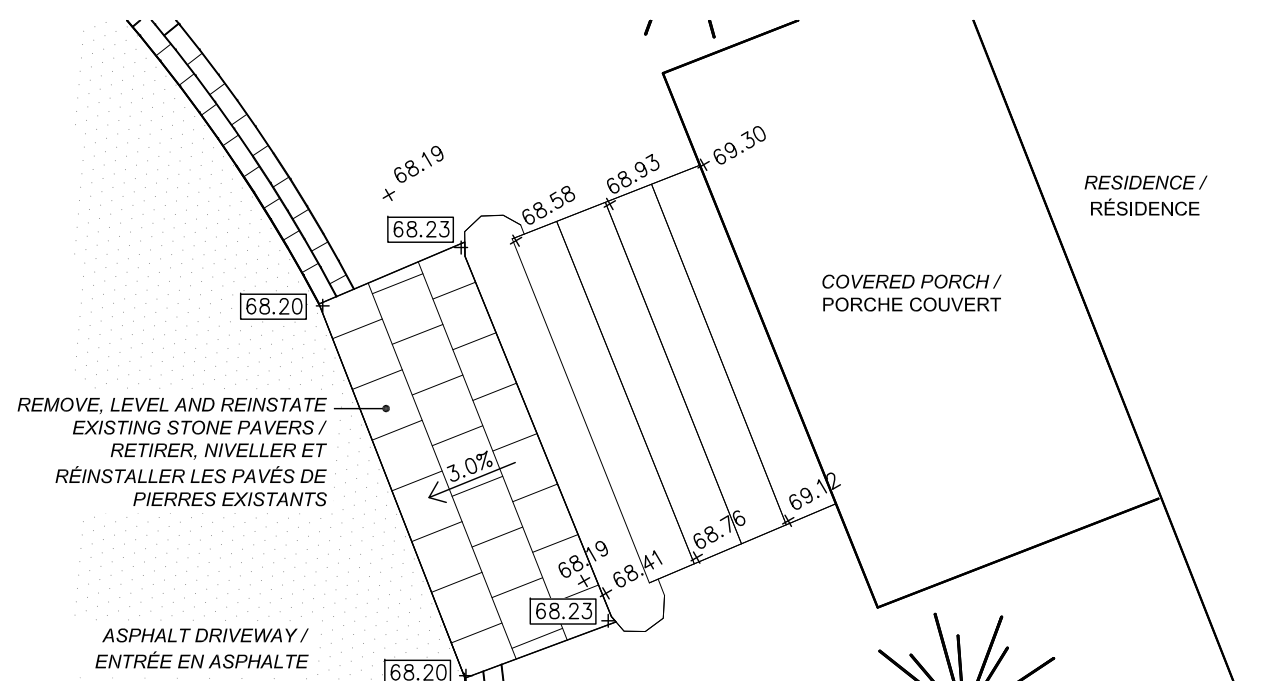 68.19
69.30
68.93
68.58
68.23
68.20
RESIDENCE /
RÉSIDENCE
COVERED PORCH /
PORCHE COUVERT
REMOVE, LEVEL AND REINSTATE
EXISTING STONE PAVERS /
RETIRER, NIVELLER ET
RÉINSTALLER LES PAVÉS DE
PIERRES EXISTANTS
3.0%
69.12
68.76
68.19
68.41
68.23
ASPHALT DRIVEWAY /
ENTRÉE EN ASPHALTE
68.20